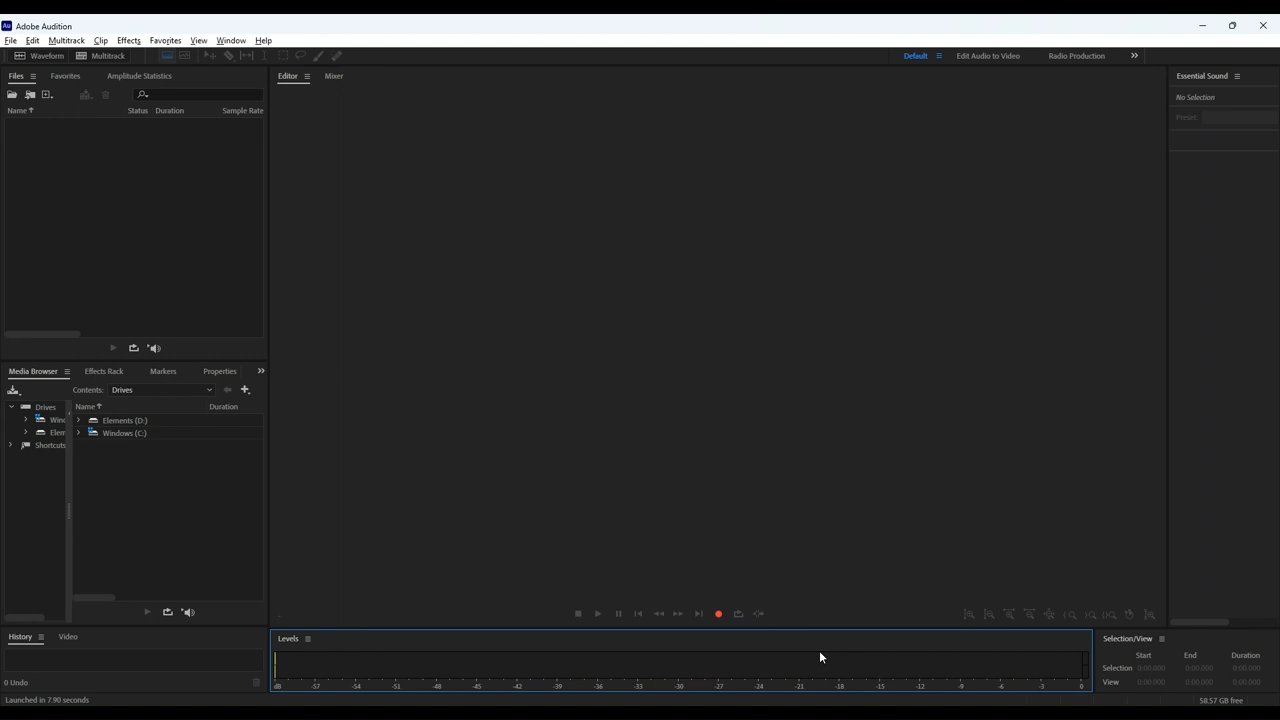 Au Adobe Audition
File Edit Multitrack Clip Effects Favorites View Window Help
Waveform Multitrack Default Edit Audio to Video Radio Production
Files Favorites Amplitude Statistics
Editor Mixer
Essential Sound
No Selection
Preset:
Name Status Duration Sample Rate
Media Browser Effects Rack Markers Properties
Contents: Drives
Drives
Wind
Elem
Shortcuts
Name Duration
Elements (D:)
Windows (C:)
History Video
0 Undo
Levels
dB -57 -54 -51 -48 -45 -42 -39 -36 -33 -30 -27 -24 -21 -18 -15 -12 -9 -6 -3 0
Selection/View
Start End Duration
Selection 0:00.000 0:00.000 0:00.000
View 0:00.000 0:00.000 0:00.000
Launched in 7.90 seconds
58.57 GB free